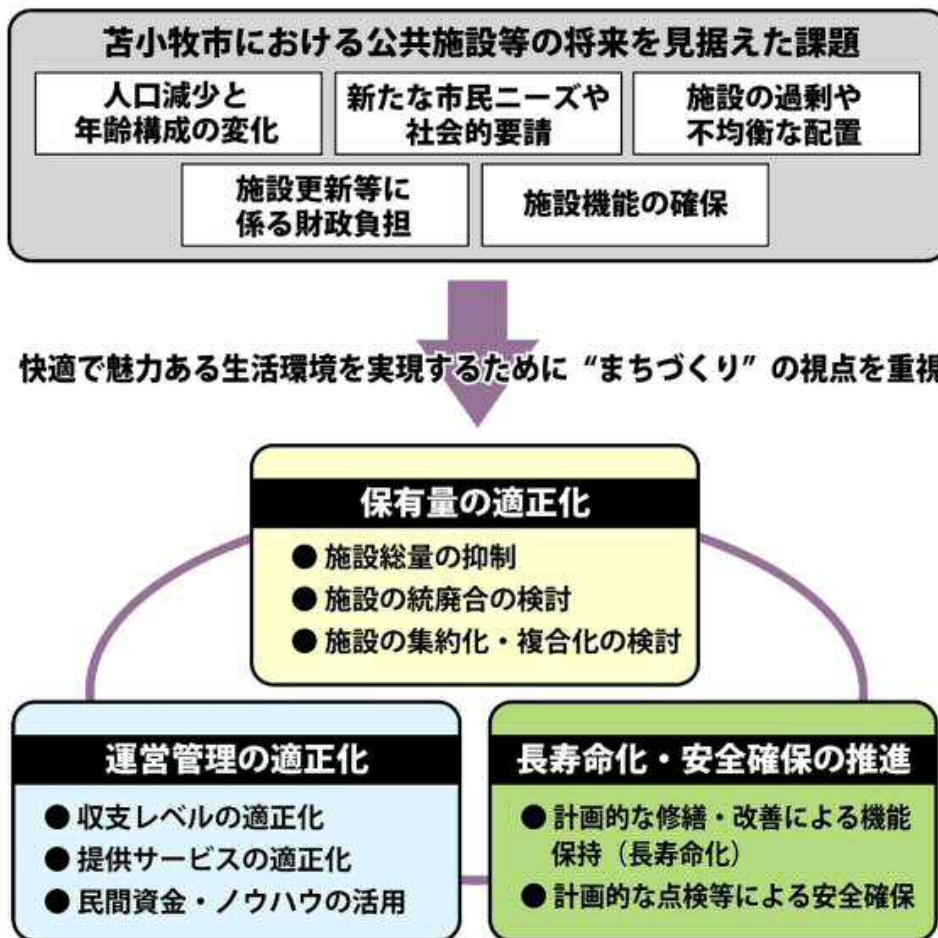 苫小牧市における公共施設等の将来を見据えた課題
人口減少と
年齢構成の変化
新たな市民ニーズや
社会的要請
施設の過剰や
不均衡な配置
施設更新等に
係る財政負担
施設機能の確保
快適で魅力ある生活環境を実現するために“まちづくり”の視点を重視
保有量の適正化
● 施設総量の抑制
● 施設の統廃合の検討
● 施設の集約化・複合化の検討
運営管理の適正化
● 収支レベルの適正化
● 提供サービスの適正化
● 民間資金・ノウハウの活用
長寿命化・安全確保の推進
● 計画的な修繕・改善による機能
保持（長寿命化）
● 計画的な点検等による安全確保